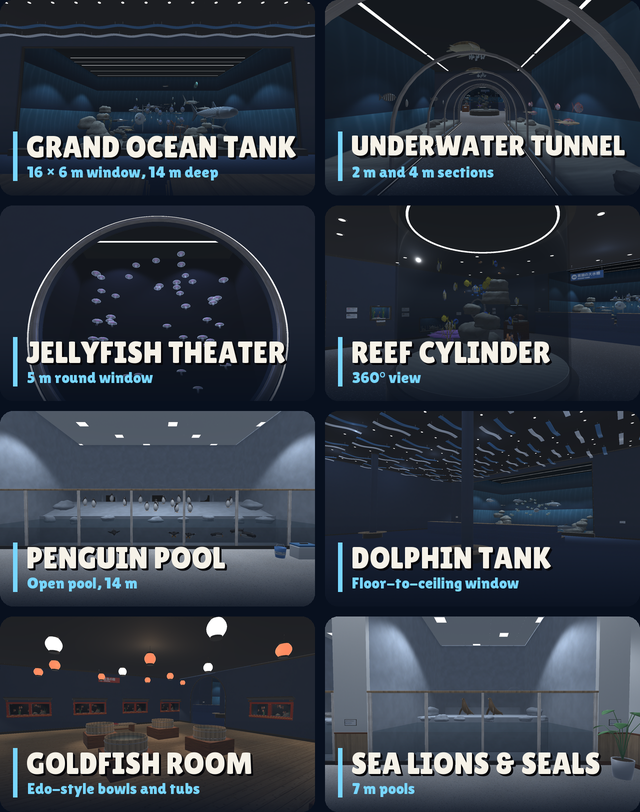 GRAND OCEAN TANK
16 × 6 m window, 14 m deep
UNDERWATER TUNNEL
2 m and 4 m sections
JELLYFISH THEATER
5 m round window
REEF CYLINDER
360° view
PENGUIN POOL
Open pool, 14 m
DOLPHIN TANK
Floor-to-ceiling window
GOLDFISH ROOM
Edo-style bowls and tubs
SEA LIONS & SEALS
7 m pools